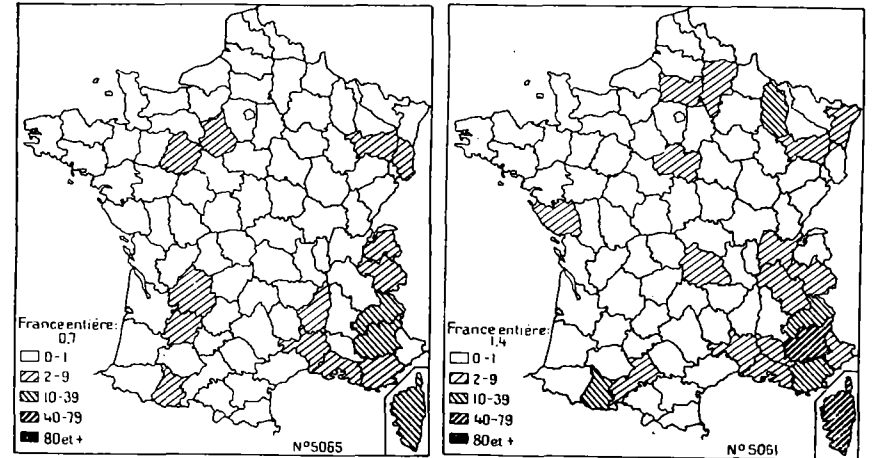 France entière:
0,7
0-1
2-9
10-39
40-79
80 et +
N°5065
France entière:
1,4
0-1
2-9
10-39
40-79
80 et +
N°5061